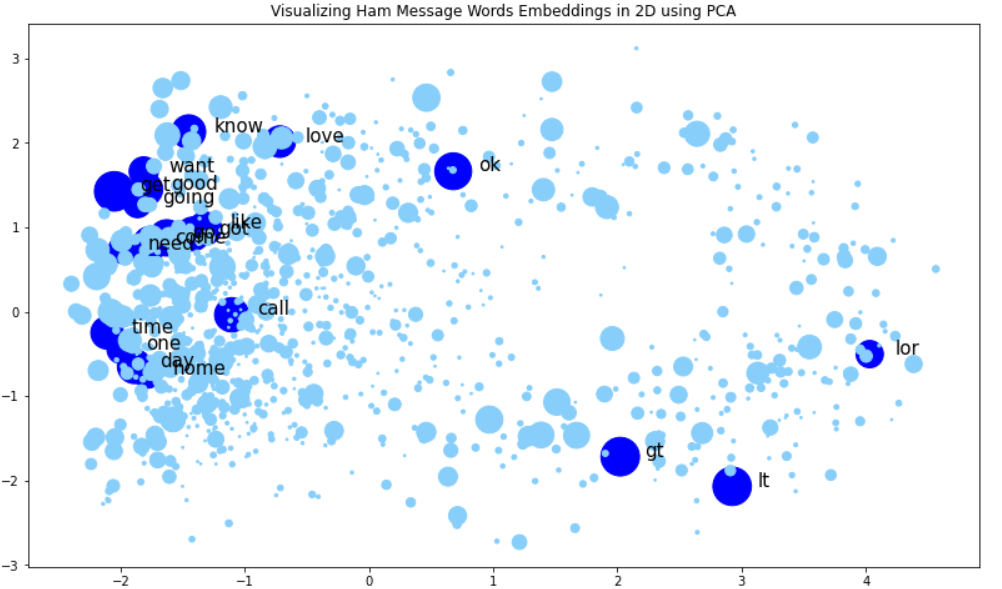 Visualizing Ham Message Words Embeddings in 2D using PCA
3
2
1
0
−1
−2
−3
know
love
ok
want
get
good
going
like
got
go
come
need
call
time
one
day
home
lor
gt
lt
−2
−1
0
1
2
3
4